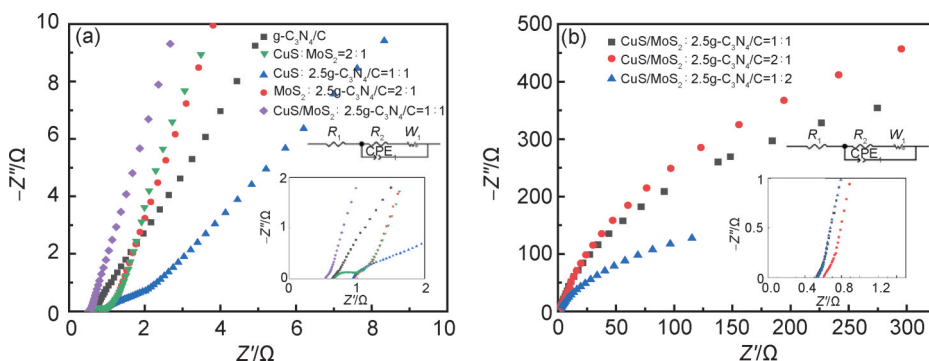 (a)
g-C₃N₄/C
CuS∶MoS₂=2∶1
CuS∶2.5g-C₃N₄/C=1∶1
MoS₂∶2.5g-C₃N₄/C=2∶1
CuS/MoS₂∶2.5g-C₃N₄/C=1∶1
R₁ R₂ W₁
CPE₁
−Z″/Ω
10
8
6
4
2
0
0 2 4 6 8 10
Z′/Ω
−Z″/Ω
2
1
0
0 1 2
Z′/Ω
(b)
CuS/MoS₂∶2.5g-C₃N₄/C=1∶1
CuS/MoS₂∶2.5g-C₃N₄/C=2∶1
CuS/MoS₂∶2.5g-C₃N₄/C=1∶2
R₁ R₂ W₁
CPE₁
−Z″/Ω
500
400
300
200
100
0
0 50 100 150 200 250 300
Z′/Ω
−Z″/Ω
1
0
0.0 0.4 0.8 1.2
Z′/Ω